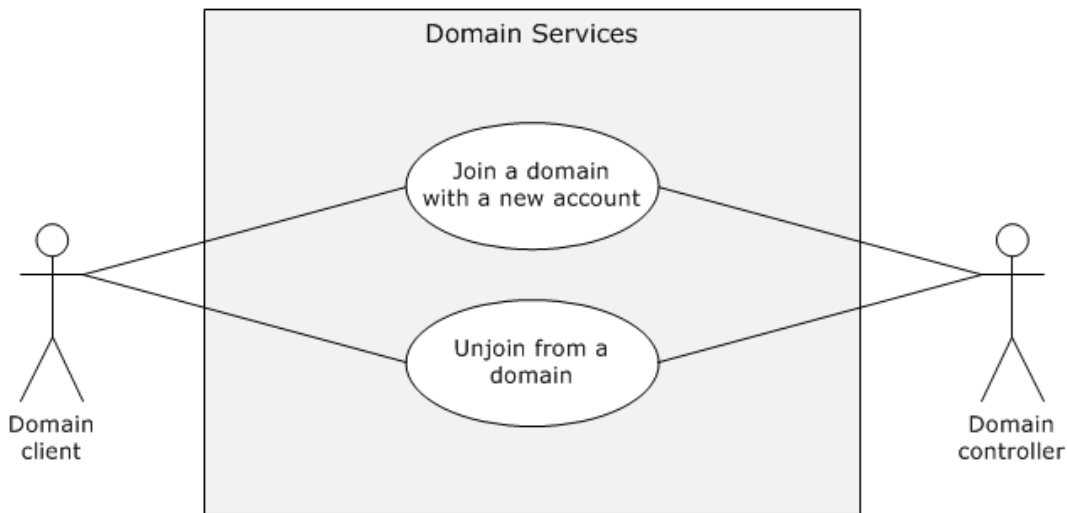 Domain Services
Join a domain
with a new account
Unjoin from a
domain
Domain
client
Domain
controller